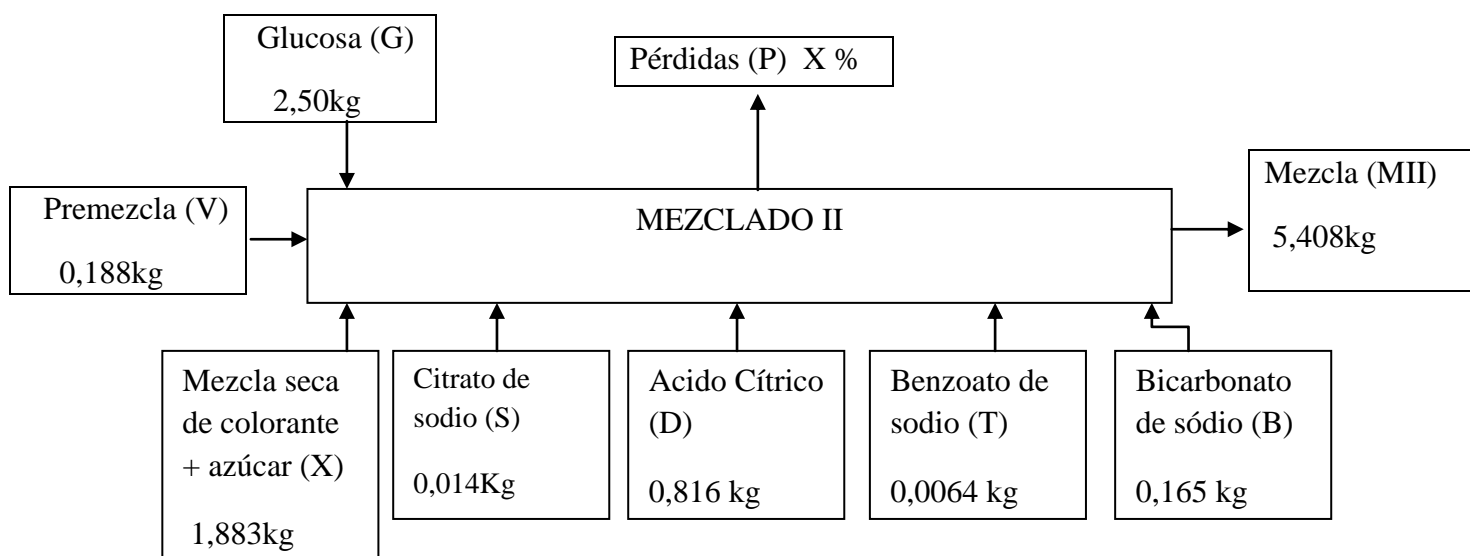 Glucosa (G)
2,50kg
Pérdidas (P)  X %
Premezcla (V)
0,188kg
MEZCLADO II
Mezcla (MII)
5,408kg
Mezcla seca
de colorante
+ azúcar (X)
1,883kg
Citrato de
sodio (S)
0,014Kg
Acido Cítrico
(D)
0,816 kg
Benzoato de
sodio (T)
0,0064 kg
Bicarbonato
de sódio (B)
0,165 kg